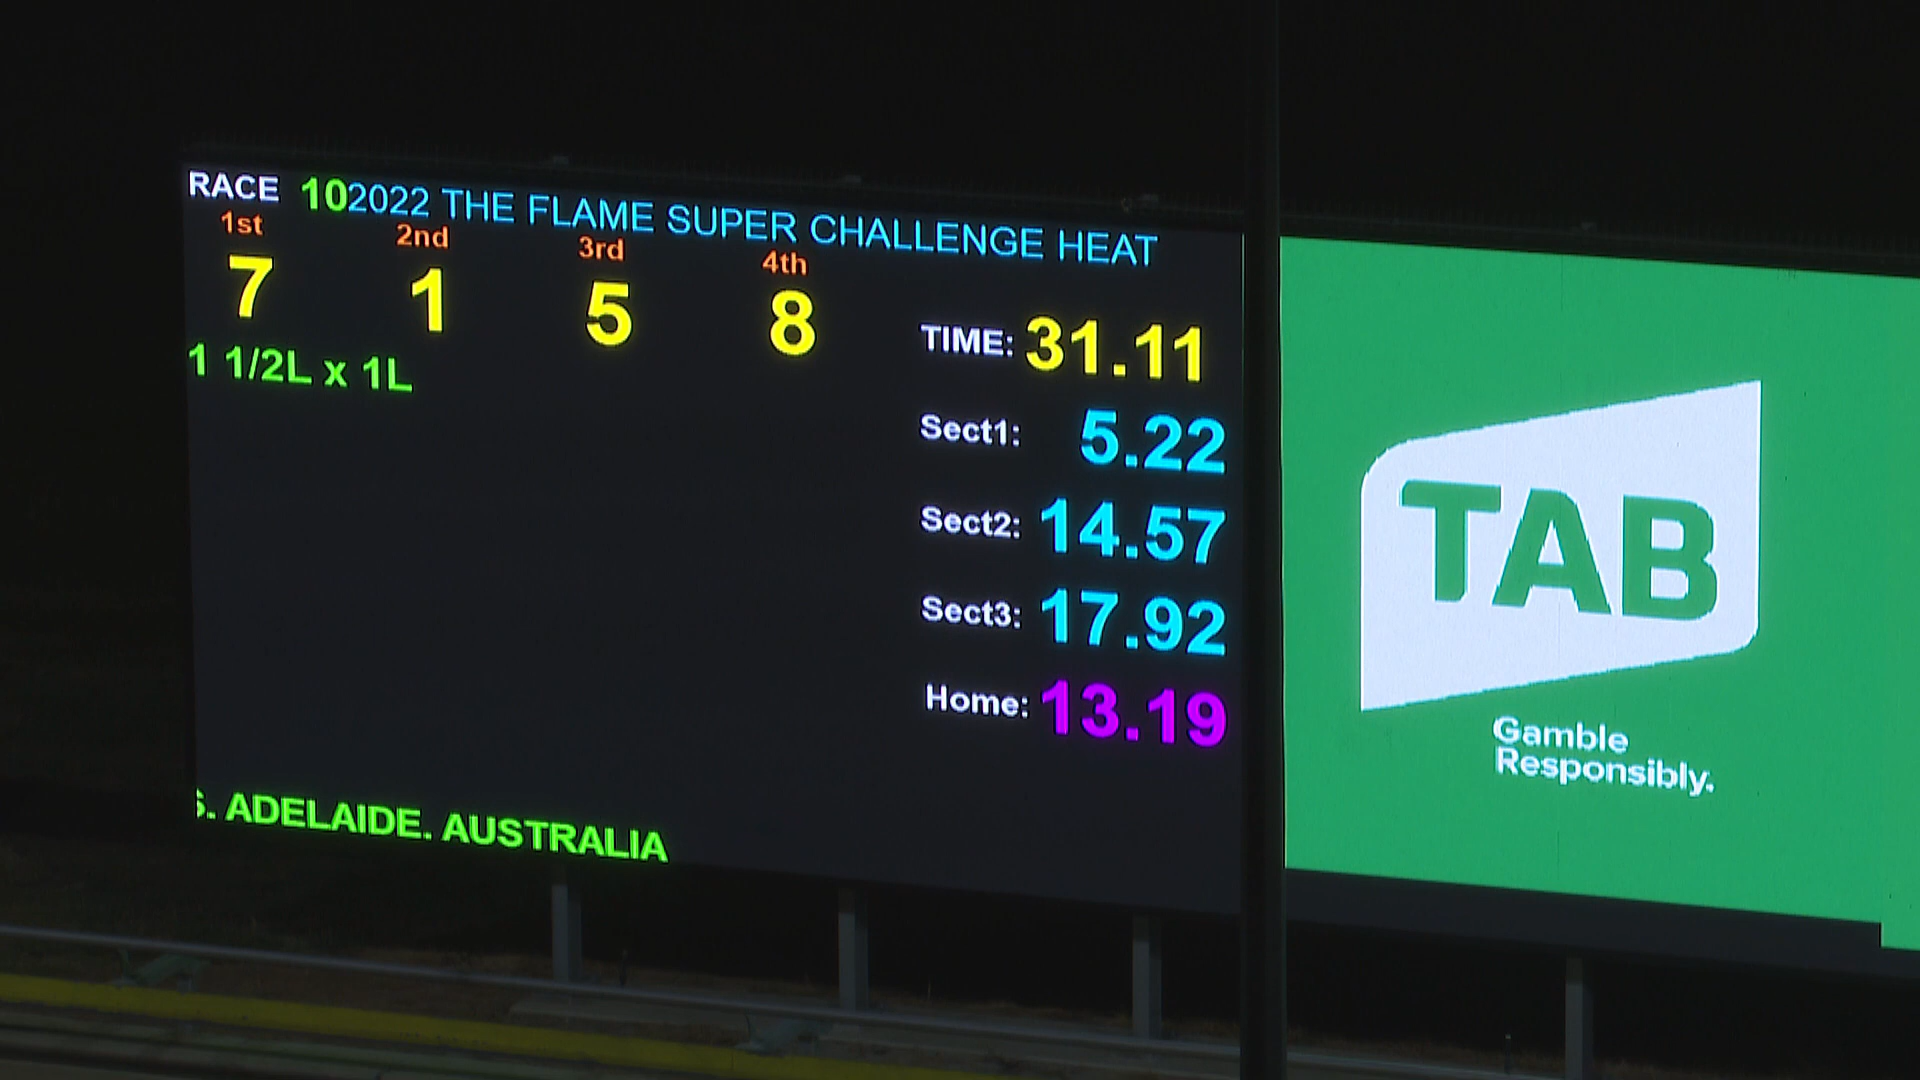 RACE 10 2022 THE FLAME SUPER CHALLENGE HEAT
1st 2nd 3rd 4th
7 1 5 8
1 1/2L x 1L
TIME: 31.11
Sect1: 5.22
Sect2: 14.57
Sect3: 17.92
Home: 13.19
S. ADELAIDE. AUSTRALIA
TAB
Gamble
Responsibly.